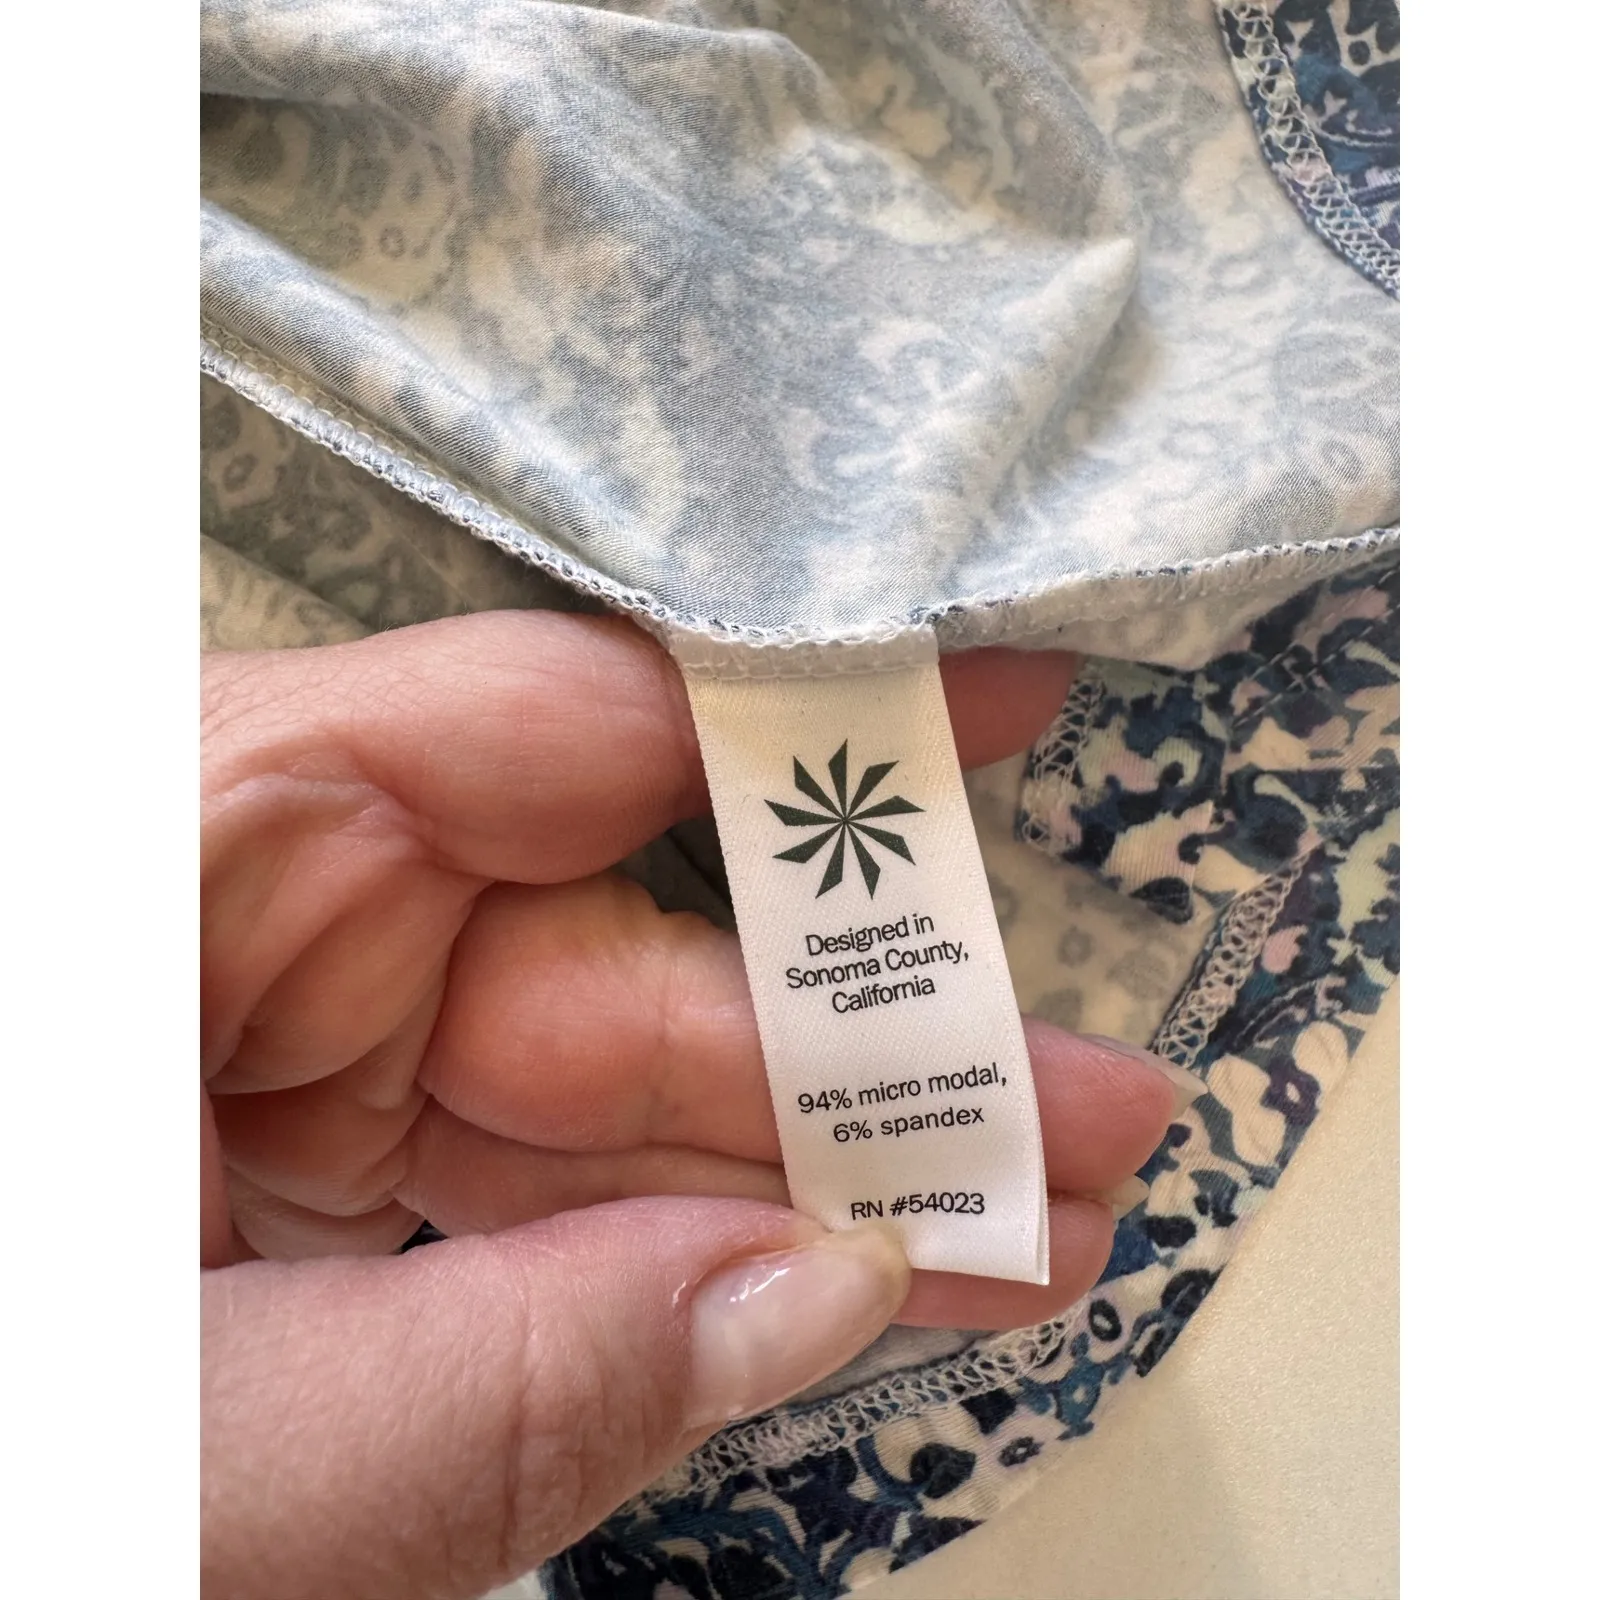 Designed in
Sonoma County,
California
94% micro modal,
6% spandex
RN #54023